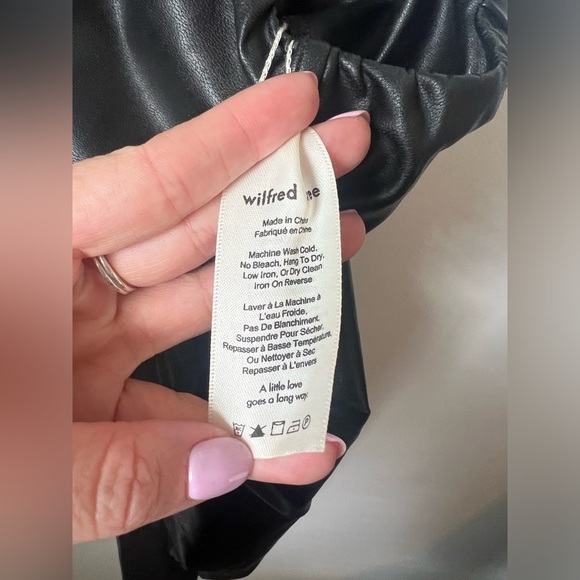 wilfred
Made in China
Fabriqué en Chine
Machine Wash Cold,
No Bleach, Hang To Dry,
Low Iron, Or Dry Clean
Iron On Reverse
Laver à La Machine à
L'eau Froide,
Pas De Blanchiment,
Suspendre Pour Sécher,
Repasser à Basse Température,
Ou Nettoyer à Sec
Repasser à L'envers
A little love
goes a long way.